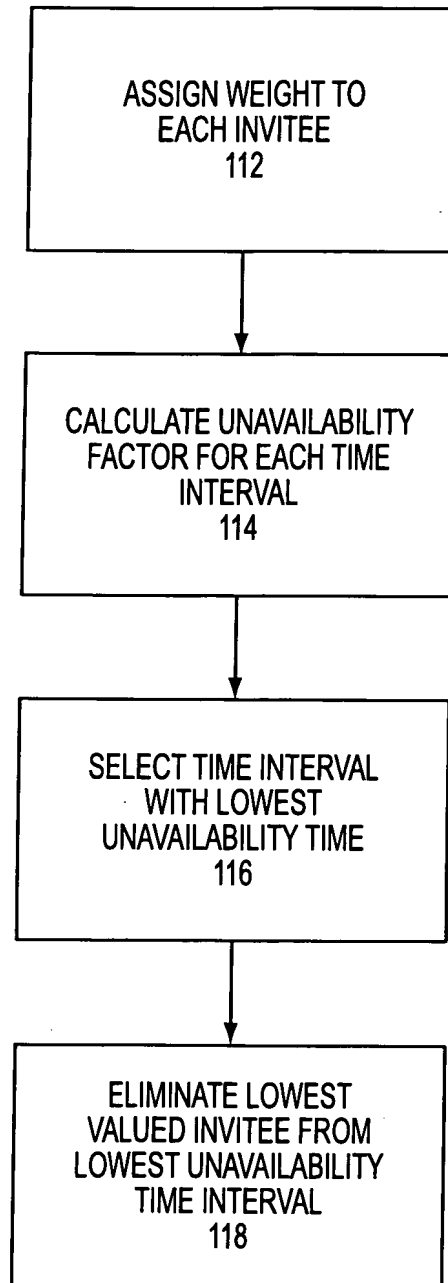 ASSIGN WEIGHT TO
EACH INVITEE
112
CALCULATE UNAVAILABILITY
FACTOR FOR EACH TIME
INTERVAL
114
SELECT TIME INTERVAL
WITH LOWEST
UNAVAILABILITY TIME
116
ELIMINATE LOWEST
VALUED INVITEE FROM
LOWEST UNAVAILABILITY
TIME INTERVAL
118